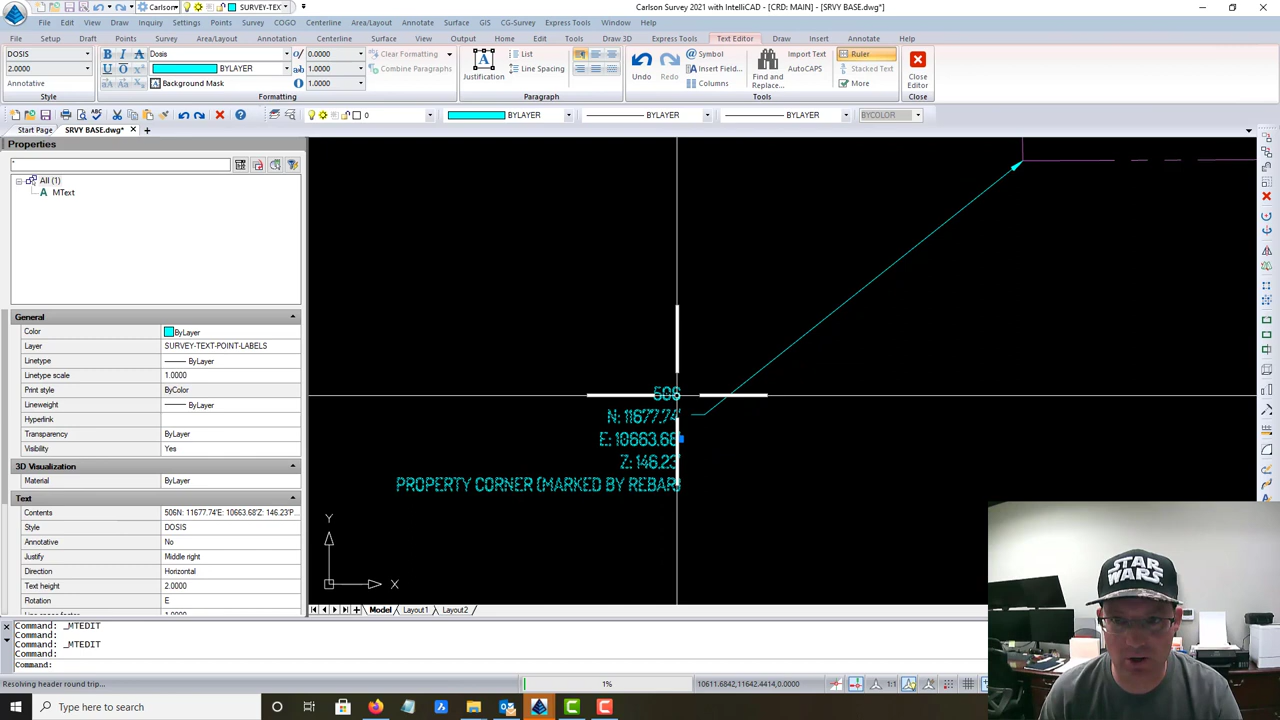 Carlson
SURVEY-TEX
Carlson Survey 2021 with IntelliCAD - [CRD: MAIN] - [SRVY BASE.dwg*]
File Edit View Assist Inquiry Settings Points Survey COGO Centerline Area/Layout Annotate Surface GIS CG-Survey Express Tools Window Help
File Setup Points Survey Area/Layout Centerline Surface View Output Home Edit Tools Draw 3D Express Tools Text Editor Draw Insert Annotate
DOSIS
2.0000
Annotative
Style
Dosis
BYLAYER
Background Mask
0.0000
1.0000
1.0000
Clear Formatting
Combine Paragraphs
Formatting
Justification
List
Line Spacing
Paragraph
Undo
Redo
Symbol
Insert Field...
Columns
Find and Replace...
Import Text
AutoCAPS
Ruler
Stacked Text
More
Tools
Close Editor
Close
0
BYLAYER
BYLAYER
BYLAYER
BYCOLOR
Start Page
SRVY BASE.dwg*
Properties
*
All (1)
MText
General
Color ByLayer
Layer SURVEY-TEXT-POINT-LABELS
Linetype ByLayer
Linetype scale 1.0000
Print style ByColor
Lineweight ByLayer
Hyperlink
Transparency ByLayer
Visibility Yes
3D Visualization
Material ByLayer
Text
Contents 506N: 11677.74'E: 10663.68'Z: 146.23'P...
Style DOSIS
Annotative No
Justify Middle right
Direction Horizontal
Text height 2.0000
Rotation E
506
N: 11677.74'
E: 10663.68'
Z: 146.23'
PROPERTY CORNER (MARKED BY REBAR)
Y
X
STAR WARS
Model Layout1 Layout2
Command: _MTEDIT
Command:
Command: _MTEDIT
Command:
Command:
Resolving header round trip...
1%
10611.6842,11642.4414,0.0000
1:1
Type here to search